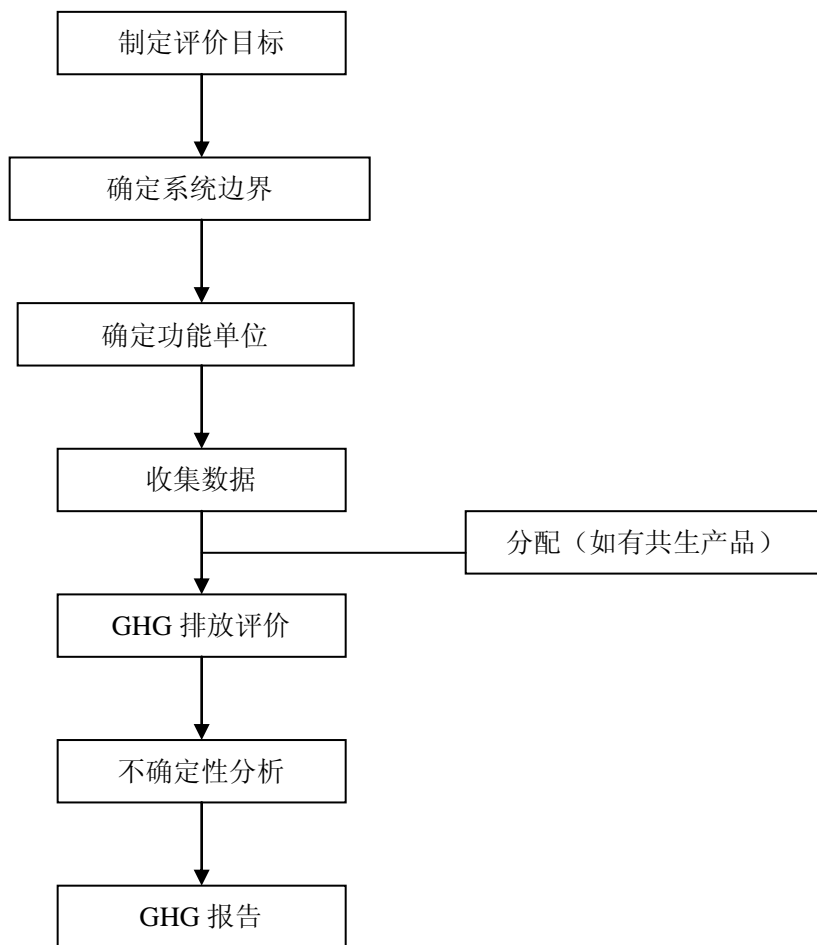 制定评价目标
确定系统边界
确定功能单位
收集数据
分配（如有共生产品）
GHG 排放评价
不确定性分析
GHG 报告